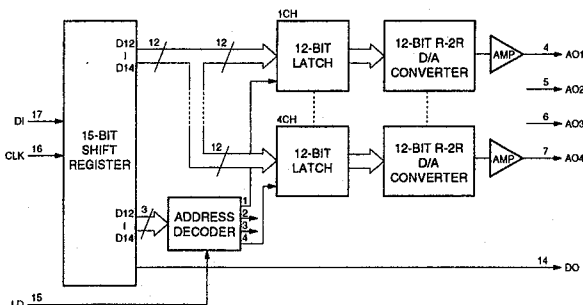 1CH
D12
I
D14
12
12
12-BIT
LATCH
12-BIT R-2R
D/A
CONVERTER
AMP
4
AO1
5
AO2
DI
17
CLK
16
15-BIT
SHIFT
REGISTER
6
AO3
4CH
12
12-BIT
LATCH
12-BIT R-2R
D/A
CONVERTER
AMP
7
AO4
D12
I
D14
3
ADDRESS
DECODER
1
2
3
4
14
DO
LD
15